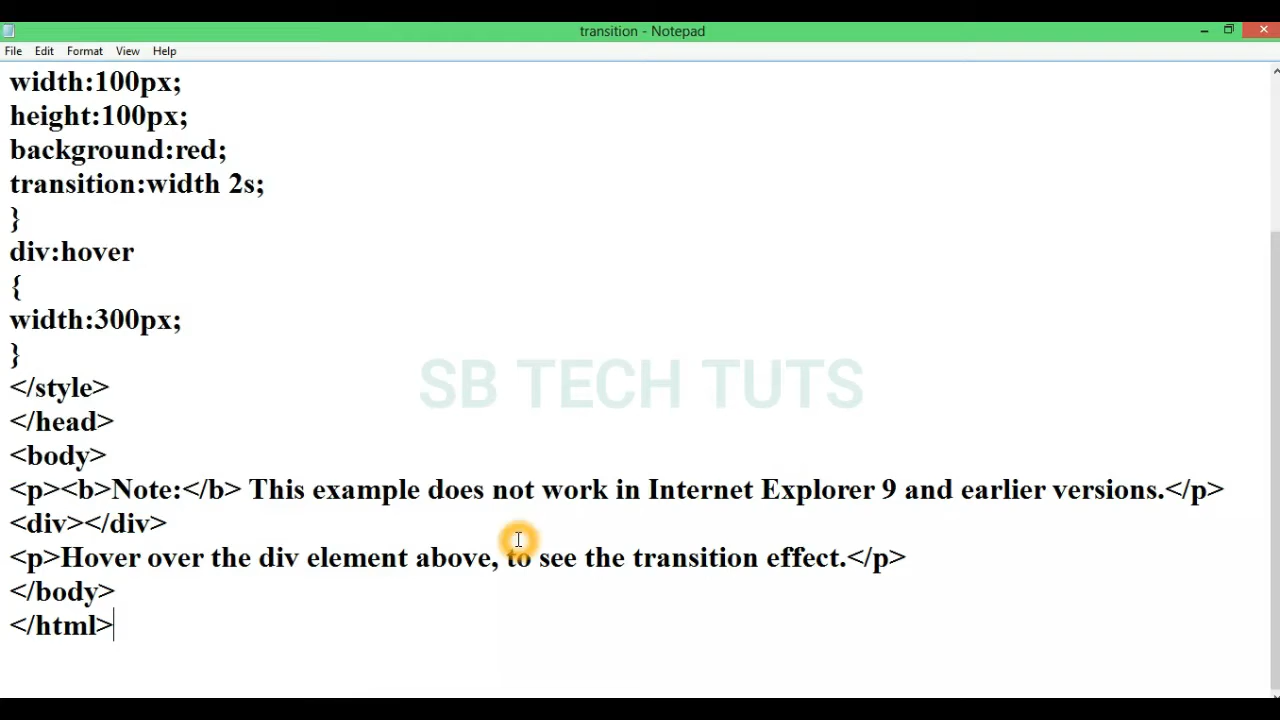 transition - Notepad
File Edit Format View Help
width:100px;
height:100px;
background:red;
transition:width 2s;
}
div:hover
{
width:300px;
}
</style>
</head>
<body>
<p><b>Note:</b> This example does not work in Internet Explorer 9 and earlier versions.</p>
<div></div>
<p>Hover over the div element above, to see the transition effect.</p>
</body>
</html>
SB TECH TUTS